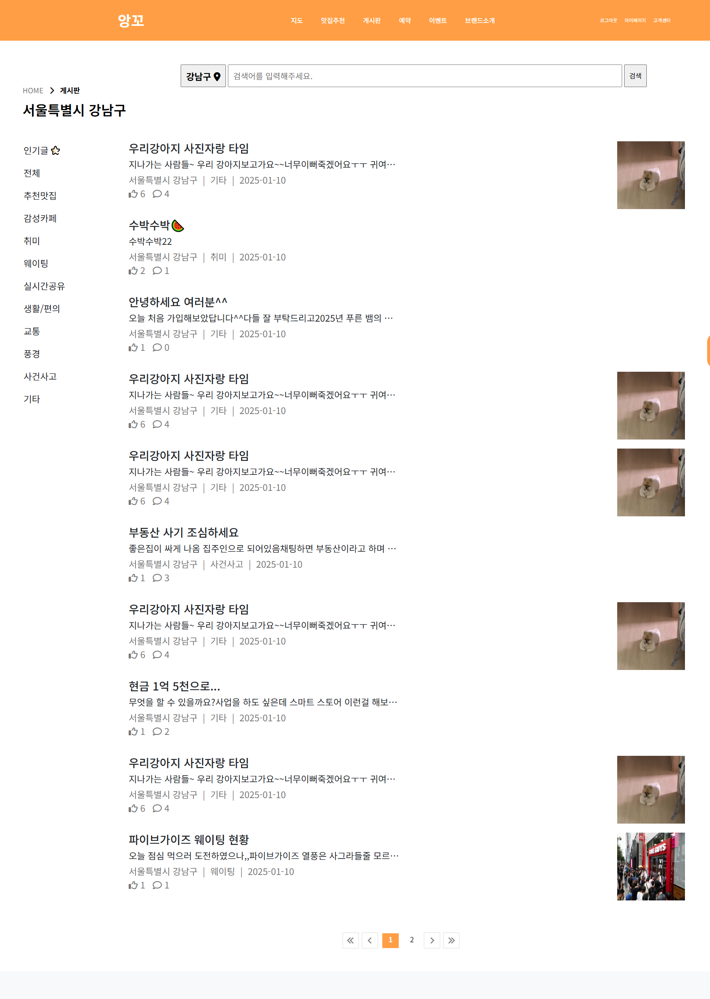 앙꼬
지도 맛집추천 게시판 예약 이벤트 브랜드소개
로그아웃 마이페이지 고객센터
강남구
검색어를 입력해주세요.
검색
HOME 게시판
서울특별시 강남구
인기글
전체
추천맛집
감성카페
취미
웨이팅
실시간공유
생활/편의
교통
풍경
사건사고
기타
우리강아지 사진자랑 타임
지나가는 사람들~ 우리 강아지보고가요~~너무이뻐죽겠어요ㅜㅜ 귀여…
서울특별시 강남구 | 기타 | 2025-01-10
6 4
수박수박🍉
수박수박22
서울특별시 강남구 | 취미 | 2025-01-10
2 1
안녕하세요 여러분^^
오늘 처음 가입해보았답니다^^다들 잘 부탁드리고2025년 푸른 뱀의 …
서울특별시 강남구 | 기타 | 2025-01-10
1 0
우리강아지 사진자랑 타임
지나가는 사람들~ 우리 강아지보고가요~~너무이뻐죽겠어요ㅜㅜ 귀여…
서울특별시 강남구 | 기타 | 2025-01-10
6 4
우리강아지 사진자랑 타임
지나가는 사람들~ 우리 강아지보고가요~~너무이뻐죽겠어요ㅜㅜ 귀여…
서울특별시 강남구 | 기타 | 2025-01-10
6 4
부동산 사기 조심하세요
좋은집이 싸게 나옴 집주인으로 되어있음채팅하면 부동산이라고 하며 …
서울특별시 강남구 | 사건사고 | 2025-01-10
1 3
우리강아지 사진자랑 타임
지나가는 사람들~ 우리 강아지보고가요~~너무이뻐죽겠어요ㅜㅜ 귀여…
서울특별시 강남구 | 기타 | 2025-01-10
6 4
현금 1억 5천으로...
무엇을 할 수 있을까요?사업을 하도 싶은데 스마트 스토어 이런걸 해보…
서울특별시 강남구 | 기타 | 2025-01-10
1 2
우리강아지 사진자랑 타임
지나가는 사람들~ 우리 강아지보고가요~~너무이뻐죽겠어요ㅜㅜ 귀여…
서울특별시 강남구 | 기타 | 2025-01-10
6 4
파이브가이즈 웨이팅 현황
오늘 점심 먹으러 도전하였으나,,파이브가이즈 열풍은 사그라들줄 모르…
서울특별시 강남구 | 웨이팅 | 2025-01-10
1 1
FIVE GUYS
1 2